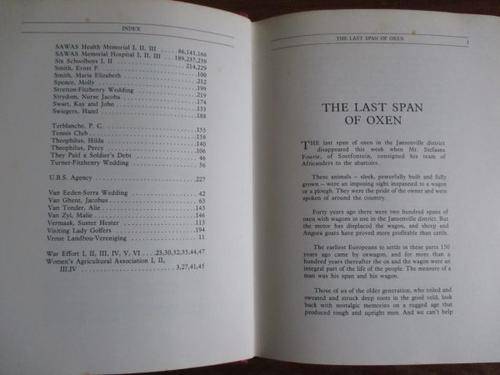 INDEX
SAWAS Health Memorial I, II, III 86,141,166
SAWAS Memorial Hospital I, II, III 189,237,239
Six Schoolboys I, II 214,229
Smith, Ernst F. 24
Smith, Maria Elizabeth 100
Spence, Molly 212
Stretton-Fitzhenry Wedding 199
Strydom, Nurse Jacoba 219
Swart, Kay and John 174
Swiegers, Hazel 133
188
Terblanche, P. C. 155
Tennis Club 158
Theophilus, Hilda 140
Theophilus, Percy 106
They Paid a Soldier's Debt 46
Turner-Fitzhenry Wedding 56
U.B.S. Agency 227
Van Eeden-Serra Wedding 42
Van Ghent, Jacobus 63
Van Tonder, Alie 145
Van Zyl, Malie 146
Vermaak, Sister Hester 113
Visiting Lady Golfers 194
Vrome Landbou-Vereniging 11
War Effort I, II, III, IV, V, VI 23,30,32,35,44,47
Women's Agricultural Association I, II,
III,IV 3,27,41,45
THE LAST SPAN OF OXEN 1
THE LAST SPAN
OF OXEN
THE last span of oxen in the Jansenville district
disappeared this week when Mr. Stefanus
Fourie, of Soutfontein, consigned his team of
Africanders to the abattoirs.
These animals – sleek, powerfully built and fully
grown – were an imposing sight inspanned to a wagon
or a plough. They were the pride of the owner and were
spoken of around the country.
Forty years ago there were two hundred spans of
oxen with wagons in use in the Jansenville district. But
the motor has displaced the wagon, and sheep and
Angora goats have proved more profitable than cattle.
The earliest Europeans to settle in these parts 150
years ago came by oxwagon, and for more than a
hundred years thereafter the ox and the wagon were an
integral part of the life of the people. The measure of a
man was his span and his wagon.
Those of us of the older generation, who toiled and
sweated and struck deep roots in the good veld, look
back with nostalgic memories on a rugged age that
produced rough and upright men. And we can't help